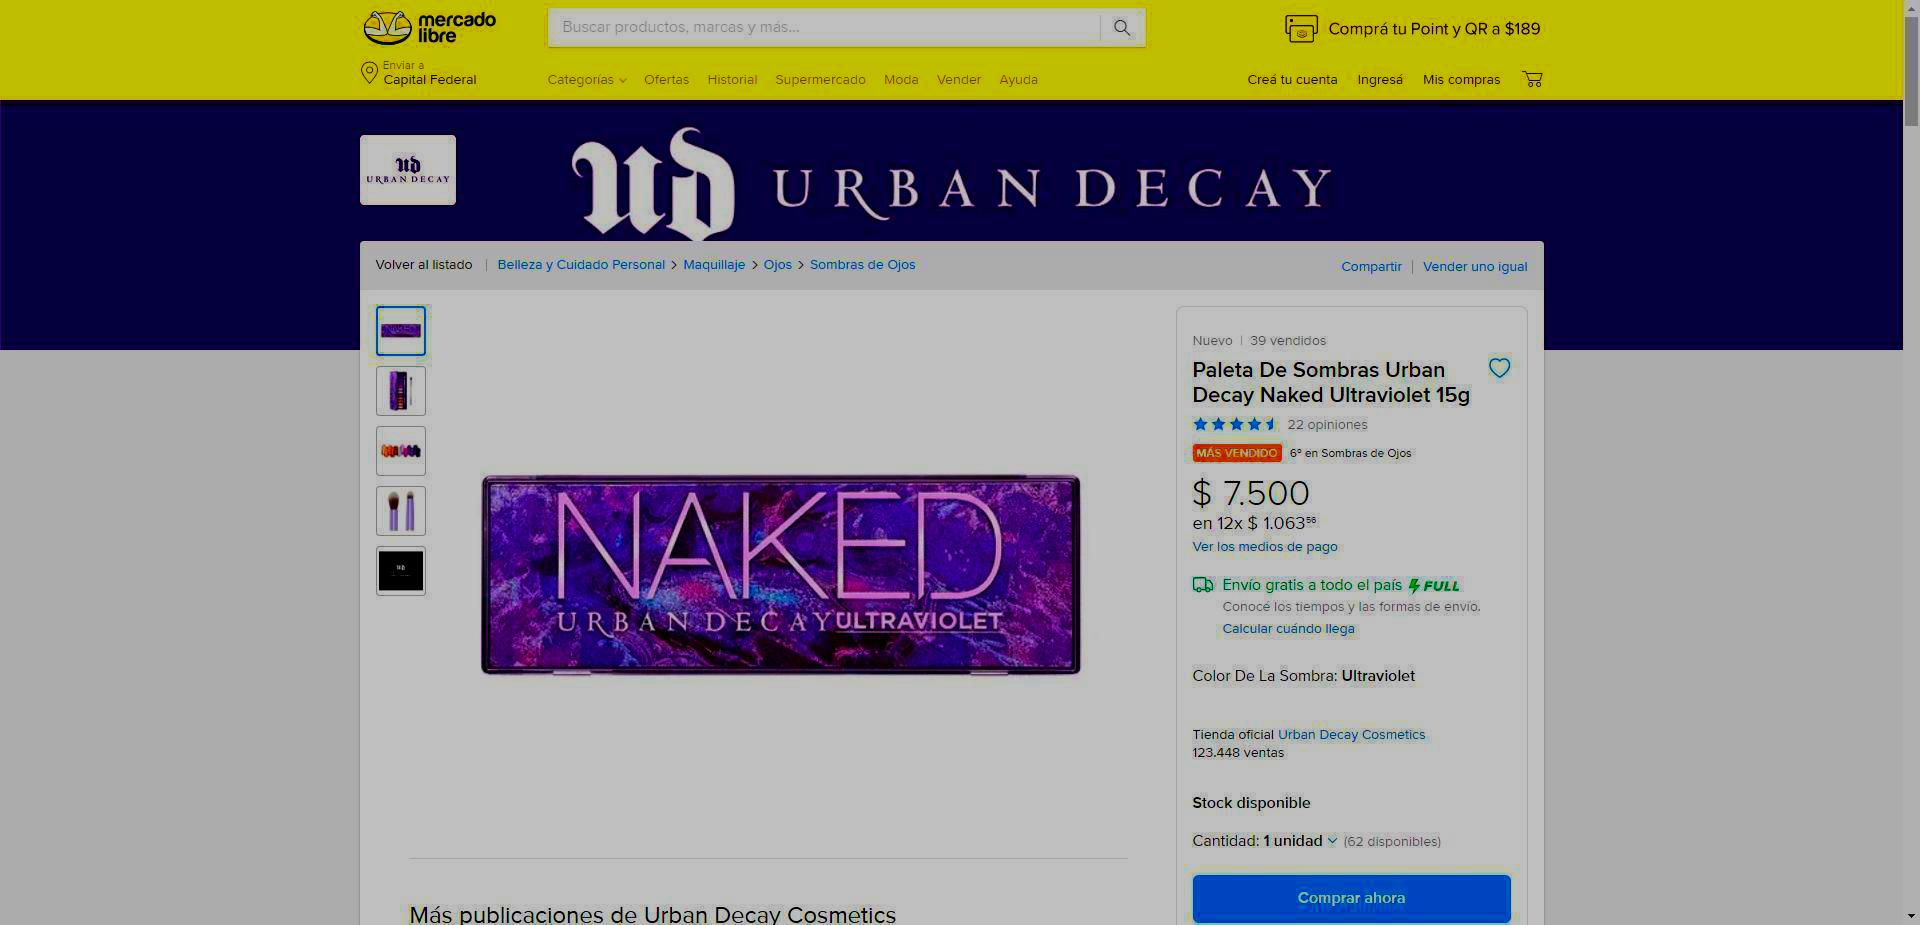 mercado
libre
Buscar productos, marcas y más...
Comprá tu Point y QR a $189
Enviar a
Capital Federal
Categorías Ofertas Historial Supermercado Moda Vender Ayuda
Creá tu cuenta Ingresá Mis compras
UD
URBAN DECAY
UD URBAN DECAY
Volver al listado | Belleza y Cuidado Personal > Maquillaje > Ojos > Sombras de Ojos
Compartir | Vender uno igual
NAKED
NAKED
URBAN DECAY ULTRAVIOLET
UD
Nuevo | 39 vendidos
Paleta De Sombras Urban
Decay Naked Ultraviolet 15g
22 opiniones
MÁS VENDIDO 6º en Sombras de Ojos
$ 7.500
en 12x $ 1.063⁵⁶
Ver los medios de pago
Envío gratis a todo el país FULL
Conocé los tiempos y las formas de envío.
Calcular cuándo llega
Color De La Sombra: Ultraviolet
Tienda oficial Urban Decay Cosmetics
123.448 ventas
Stock disponible
Cantidad: 1 unidad (62 disponibles)
Comprar ahora
Más publicaciones de Urban Decay Cosmetics